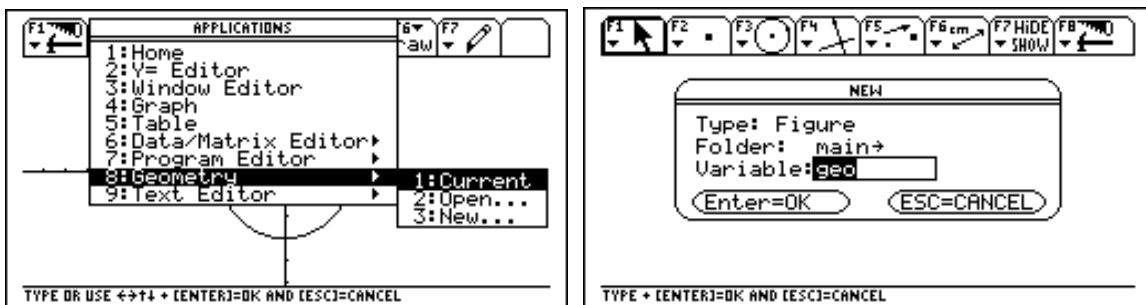 F1 APPLICATIONS 6 F7
aw
1:Home
2:Y= Editor
3:Window Editor
4:Graph
5:Table
6:Data/Matrix Editor
7:Program Editor
8:Geometry
9:Text Editor
1:Current
2:Open...
3:New...
TYPE OR USE ←→↑↓ + [ENTER]=OK AND [ESC]=CANCEL
F1 F2 F3 F4 F5 F6 cm F7 HiDE F8
SHOW
NEW
Type: Figure
Folder: main→
Variable: geo
Enter=OK ESC=CANCEL
TYPE + [ENTER]=OK AND [ESC]=CANCEL